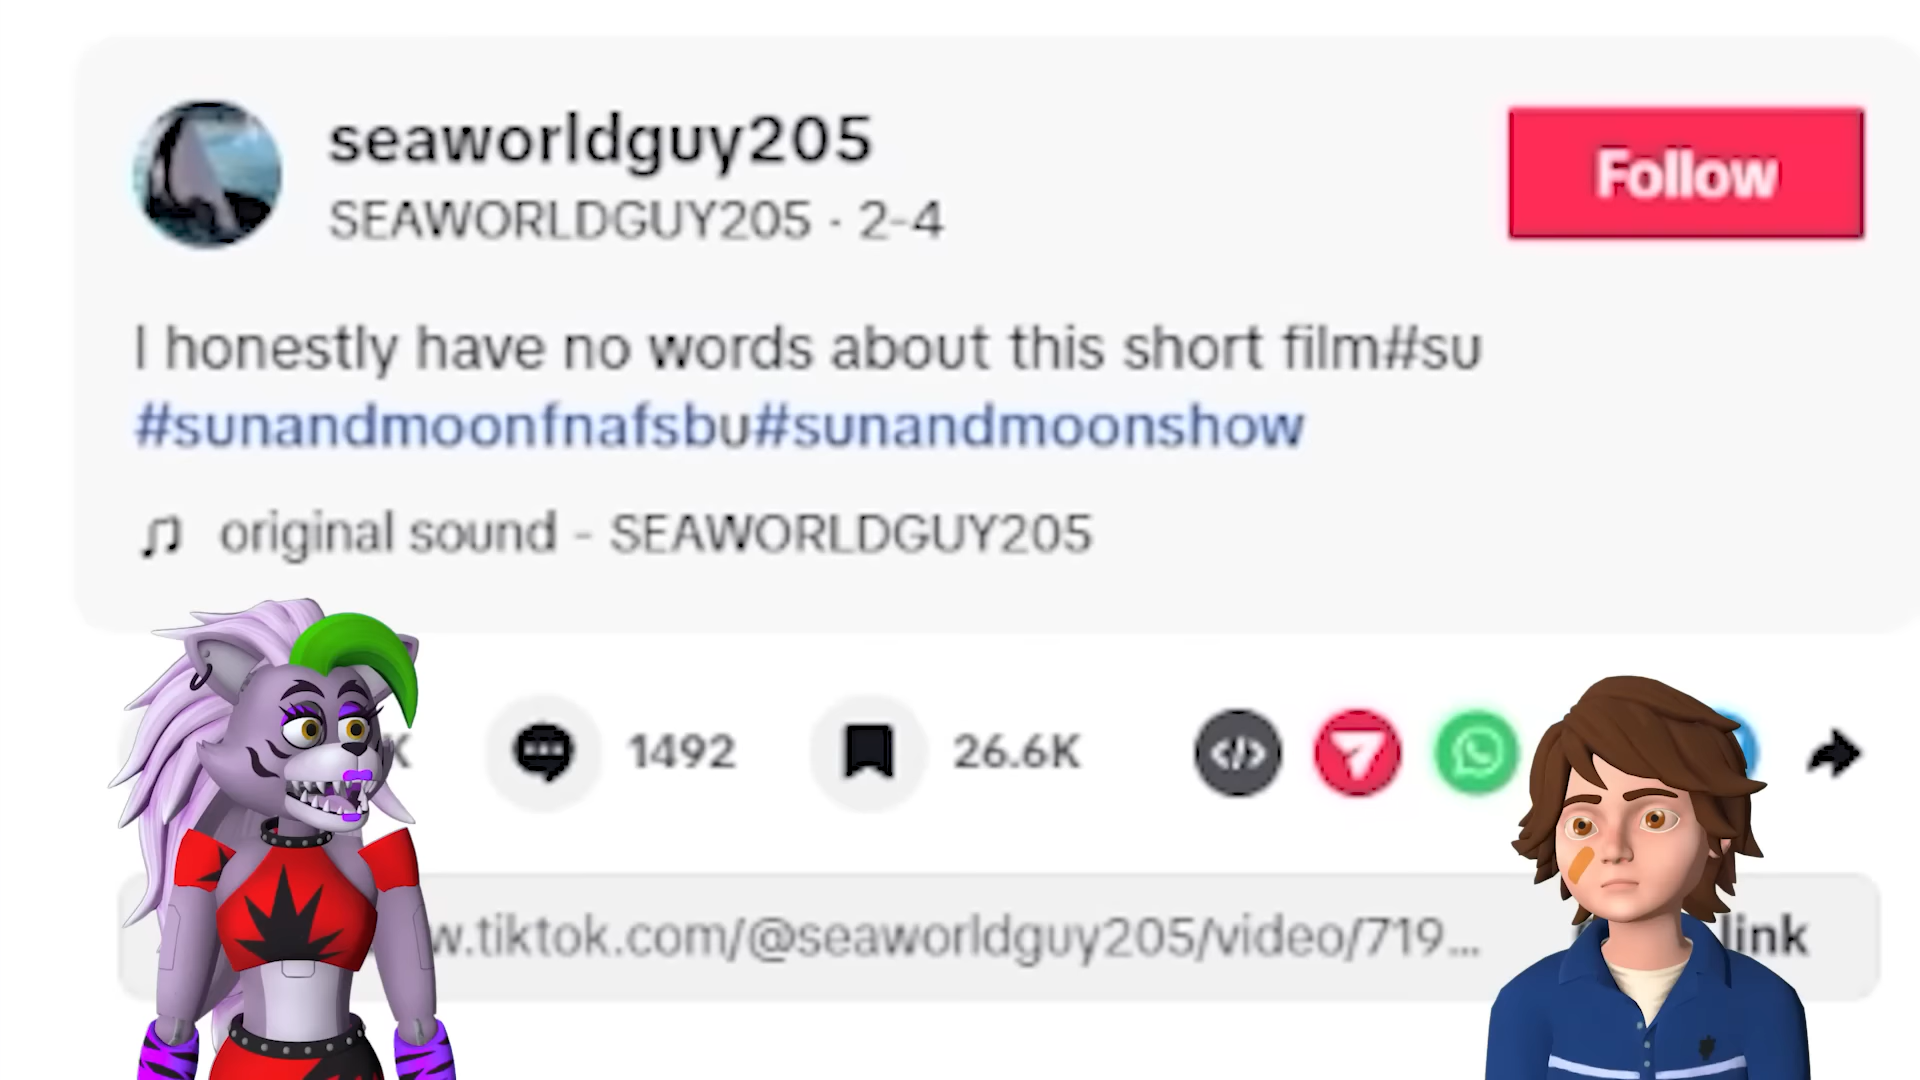 seaworldguy205
SEAWORLDGUY205 · 2-4
Follow
I honestly have no words about this short film#su
#sunandmoonfnafsbu#sunandmoonshow
original sound - SEAWORLDGUY205
K
1492
26.6K
w.tiktok.com/@seaworldguy205/video/719...
link